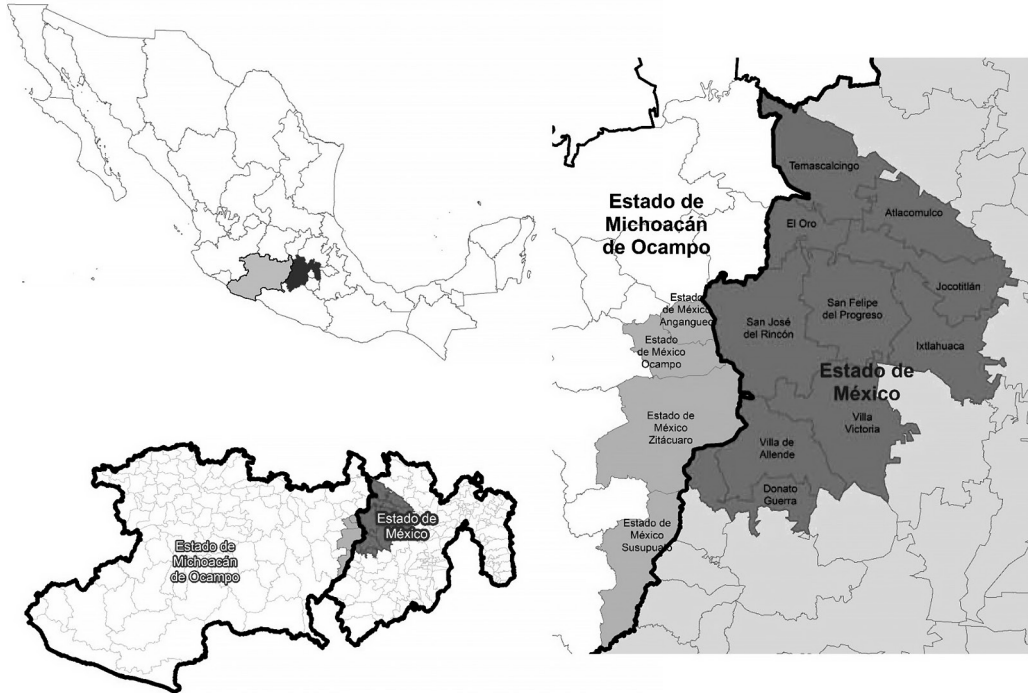 Estado de
Michoacán
de Ocampo
Estado de
México
Estado de
Michoacán
de Ocampo
Temascalcingo
Atlacomulco
El Oro
Jocotitlán
San Felipe
del Progreso
San José
del Rincón
Ixtlahuaca
Estado de
México
Villa
Victoria
Villa de
Allende
Donato
Guerra
Estado
de México
Angangueo
Estado
de México
Ocampo
Estado de
México
Zitácuaro
Estado de
México
Susupuato